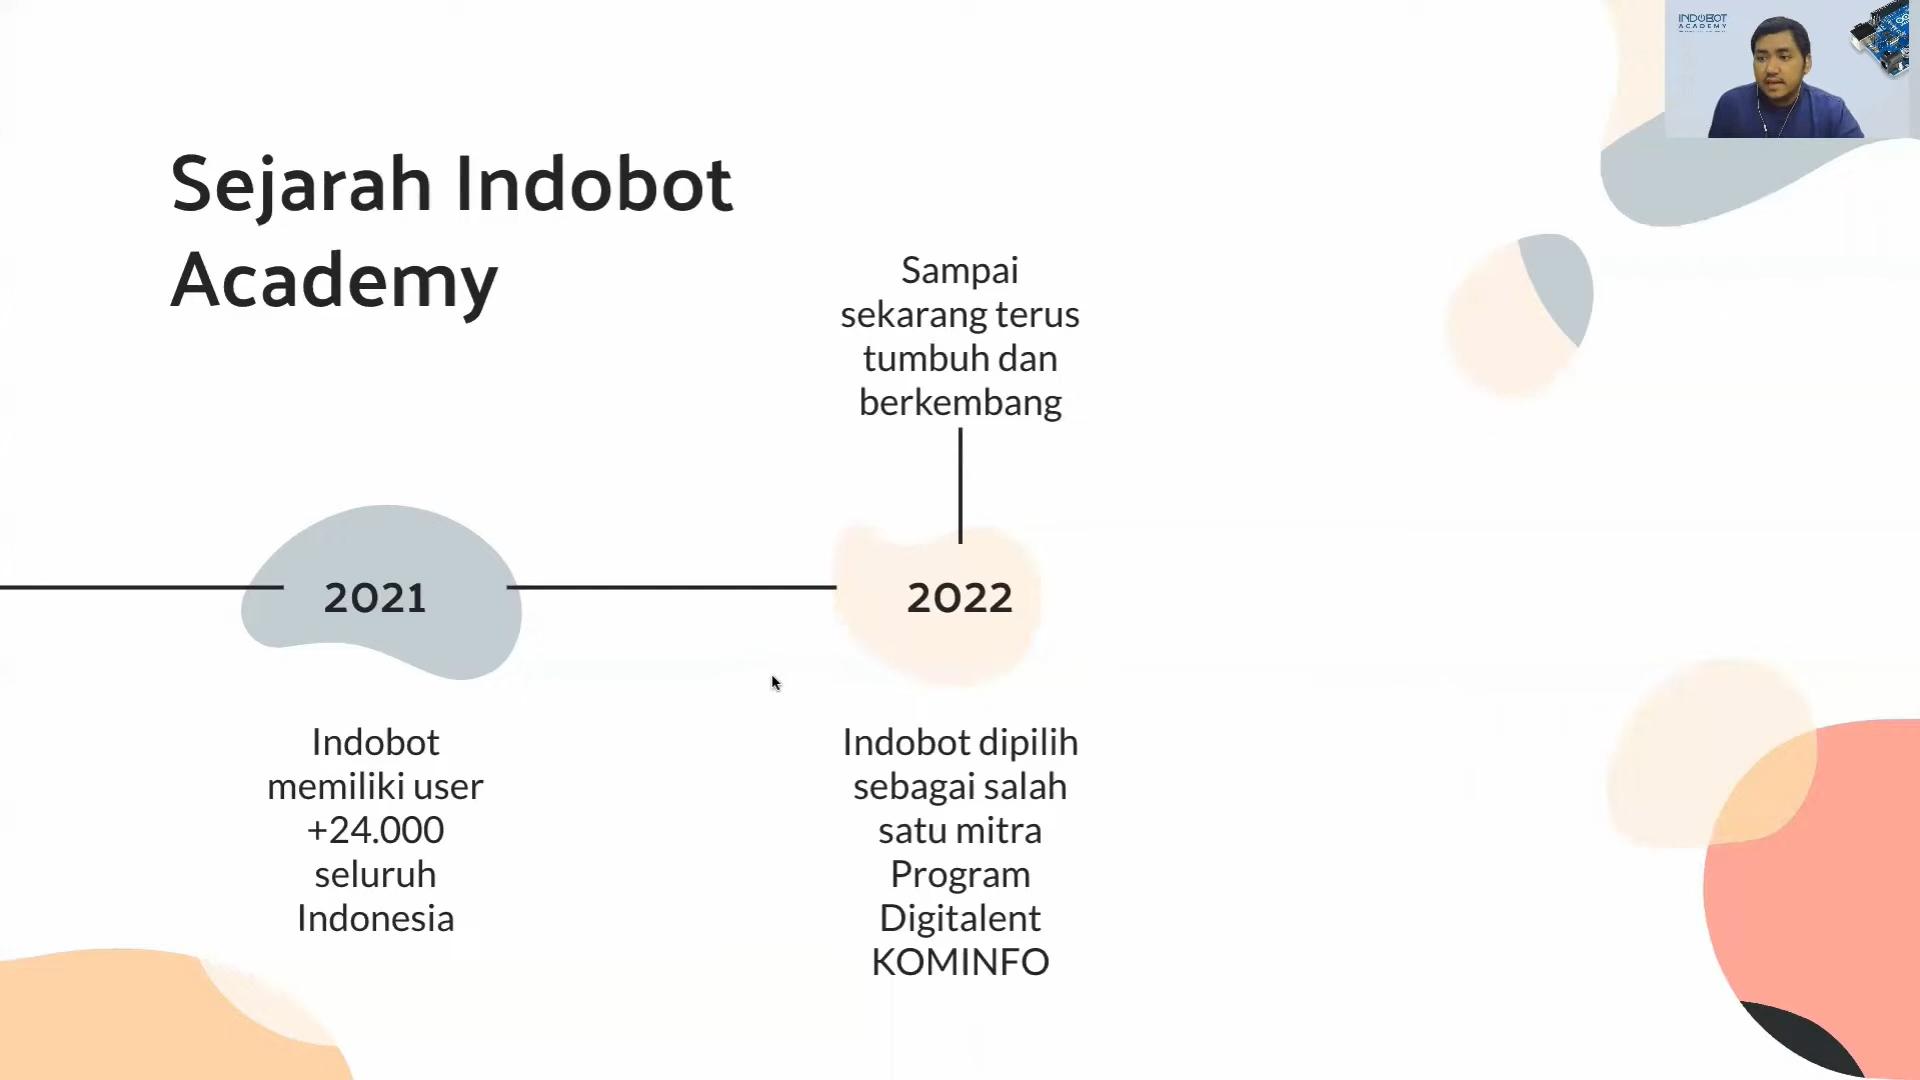 INDOBOT
ACADEMY
Sejarah Indobot
Academy
Sampai
sekarang terus
tumbuh dan
berkembang
2021
2022
Indobot
memiliki user
+24.000
seluruh
Indonesia
Indobot dipilih
sebagai salah
satu mitra
Program
Digitalent
KOMINFO